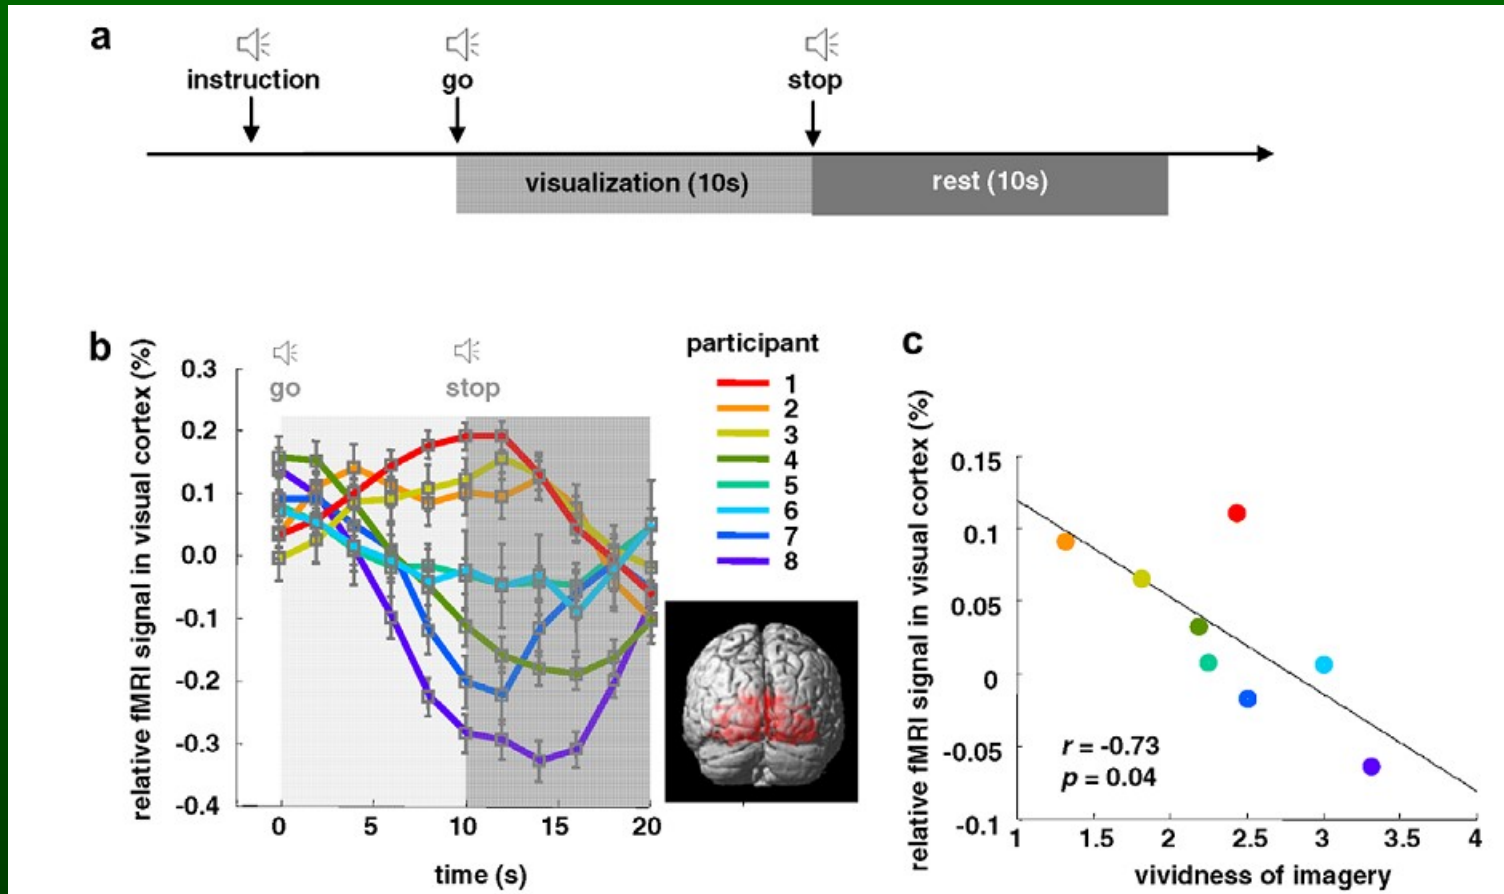 a
instruction
go
stop
visualization (10s)
rest (10s)
b
relative fMRI signal in visual cortex (%)
0.3
0.2
0.1
0.0
-0.1
-0.2
-0.3
-0.4
go
stop
0
5
10
15
20
time (s)
participant
1
2
3
4
5
6
7
8
c
relative fMRI signal in visual cortex (%)
0.15
0.1
0.05
0
-0.05
-0.1
r = -0.73
p = 0.04
1
1.5
2
2.5
3
3.5
4
vividness of imagery